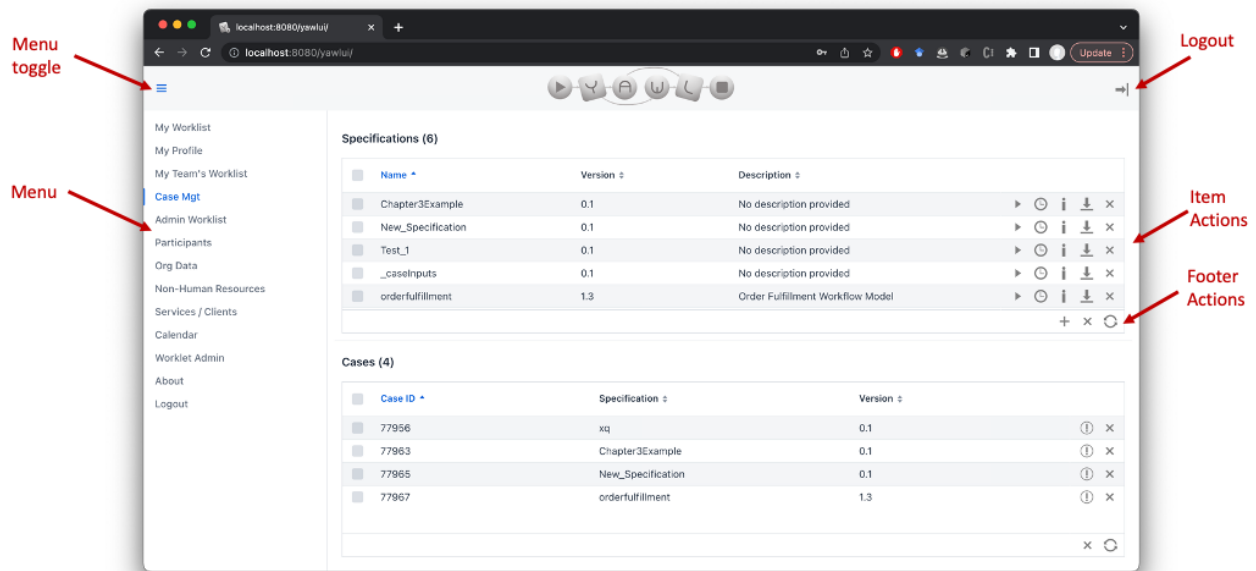 localhost:8080/yawlui/
localhost:8080/yawlui/
Update
Menu
toggle
Logout
Y A W L
My Worklist
My Profile
My Team's Worklist
Case Mgt
Admin Worklist
Participants
Org Data
Non-Human Resources
Services / Clients
Calendar
Worklet Admin
About
Logout
Menu
Specifications (6)
Name Version Description
Chapter3Example 0.1 No description provided
New_Specification 0.1 No description provided
Test_1 0.1 No description provided
_caseInputs 0.1 No description provided
orderfulfillment 1.3 Order Fulfillment Workflow Model
Item
Actions
Footer
Actions
Cases (4)
Case ID Specification Version
77956 xq 0.1
77963 Chapter3Example 0.1
77965 New_Specification 0.1
77967 orderfulfillment 1.3